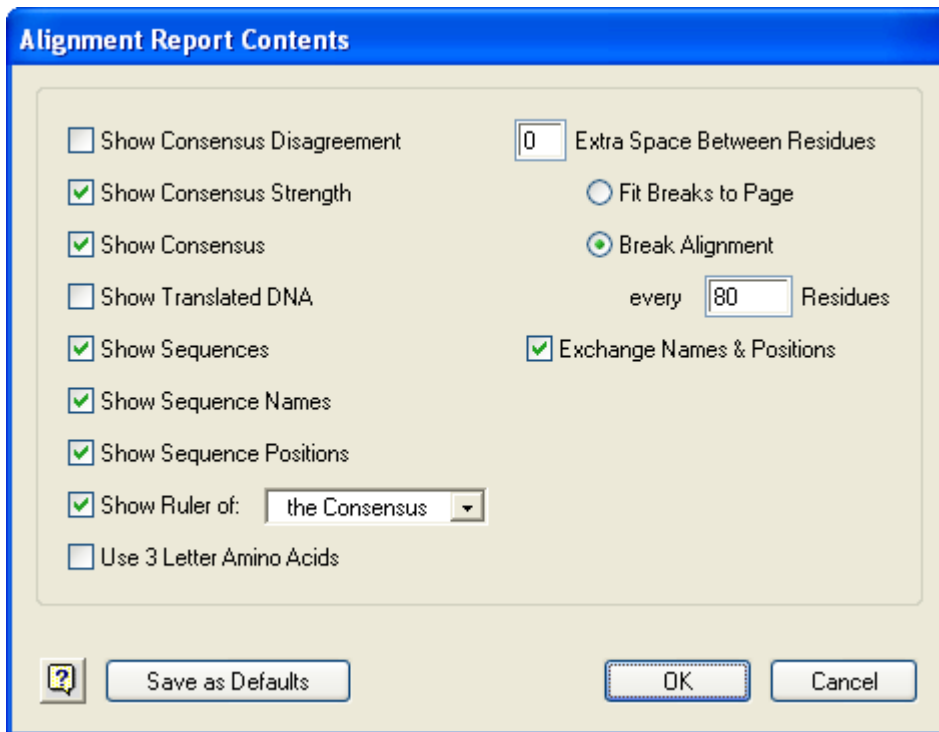 Alignment Report Contents
Show Consensus Disagreement
Show Consensus Strength
Show Consensus
Show Translated DNA
Show Sequences
Show Sequence Names
Show Sequence Positions
Show Ruler of: the Consensus
Use 3 Letter Amino Acids
0 Extra Space Between Residues
Fit Breaks to Page
Break Alignment
every 80 Residues
Exchange Names & Positions
? Save as Defaults OK Cancel